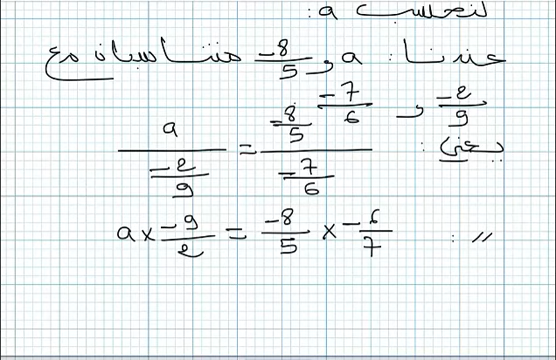 لنحسب a:
عندنا: a و -8/5 متناسبان مع
-2/9 و -7/6
يعني: a/(-2/9) = (-8/5)/(-7/6)
//: a × -9/2 = -8/5 × -6/7